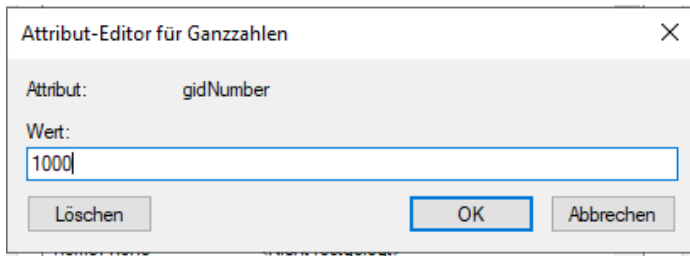 Attribut-Editor für Ganzzahlen
Attribut: gidNumber
Wert:
1000
Löschen OK Abbrechen